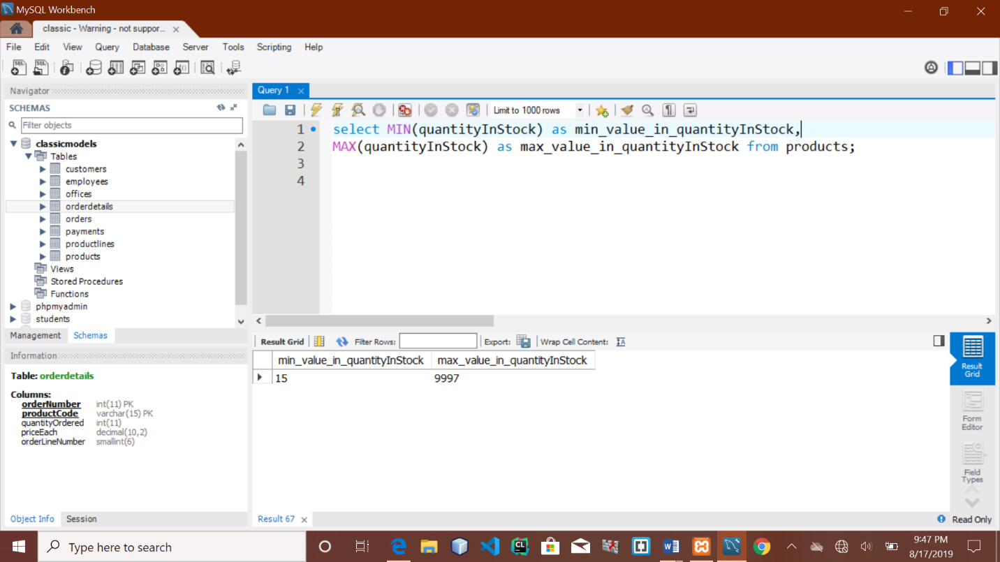 MySQL Workbench
classic - Warning - not suppor...
File Edit View Query Database Server Tools Scripting Help
Navigator
SCHEMAS
Filter objects
classicmodels
Tables
customers
employees
offices
orderdetails
orders
payments
productlines
products
Views
Stored Procedures
Functions
phpmyadmin
students
Management Schemas
Information
Table: orderdetails
Columns:
orderNumber int(11) PK
productCode varchar(15) PK
quantityOrdered int(11)
priceEach decimal(10,2)
orderLineNumber smallint(6)
Object Info Session
Query 1
Limit to 1000 rows
1 select MIN(quantityInStock) as min_value_in_quantityInStock,
2 MAX(quantityInStock) as max_value_in_quantityInStock from products;
3
4
Result Grid Filter Rows: Export: Wrap Cell Content: IA
min_value_in_quantityInStock max_value_in_quantityInStock
15 9997
Result Grid
Form Editor
Field Types
Result 67
Read Only
Type here to search
9:47 PM
8/17/2019